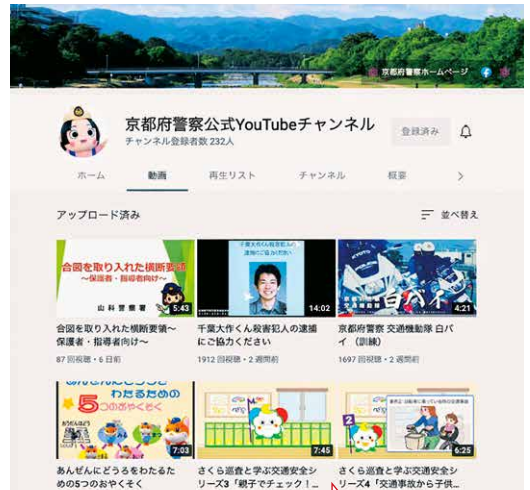 京都府警察ホームページ
京都府警察公式YouTubeチャンネル
チャンネル登録者数 232人
登録済み
ホーム 動画 再生リスト チャンネル 概要
アップロード済み
並べ替え
合図を取り入れた横断要領
～保護者・指導者向け～
山科警察署
5:43
千葉大作くん殺害犯人の
逮捕にご協力ください
14:02
KYOTO
白バイ
4:21
合図を取り入れた横断要領～
保護者・指導者向け～
87 回視聴・6 日前
千葉大作くん殺害犯人の逮捕
にご協力ください
1912 回視聴・2 週間前
京都府警察 交通機動隊 白バ
イ （訓練）
1697 回視聴・2 週間前
わたるための
5つのおやくそく
7:03
7:45
2
6:25
あんぜんにどうろをわたるた
めの5つのおやくそく
さくら巡査と学ぶ交通安全シ
リーズ3「親子でチェック！...
さくら巡査と学ぶ交通安全シ
リーズ4「交通事故から子供...